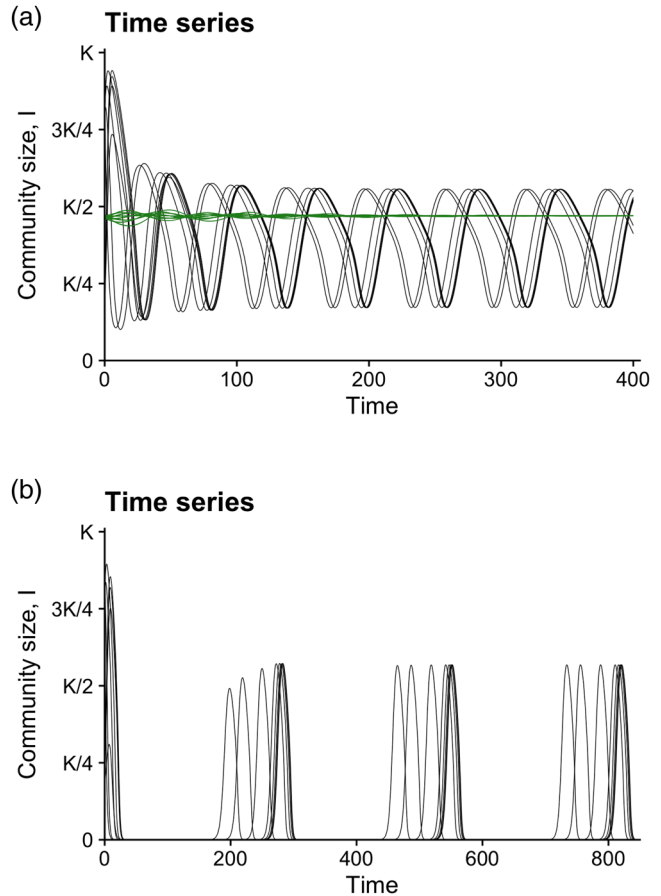 (a)
Time series
Community size, I
K
3K/4
K/2
K/4
0
0 100 200 300 400
Time
(b)
Time series
Community size, I
K
3K/4
K/2
K/4
0
0 200 400 600 800
Time